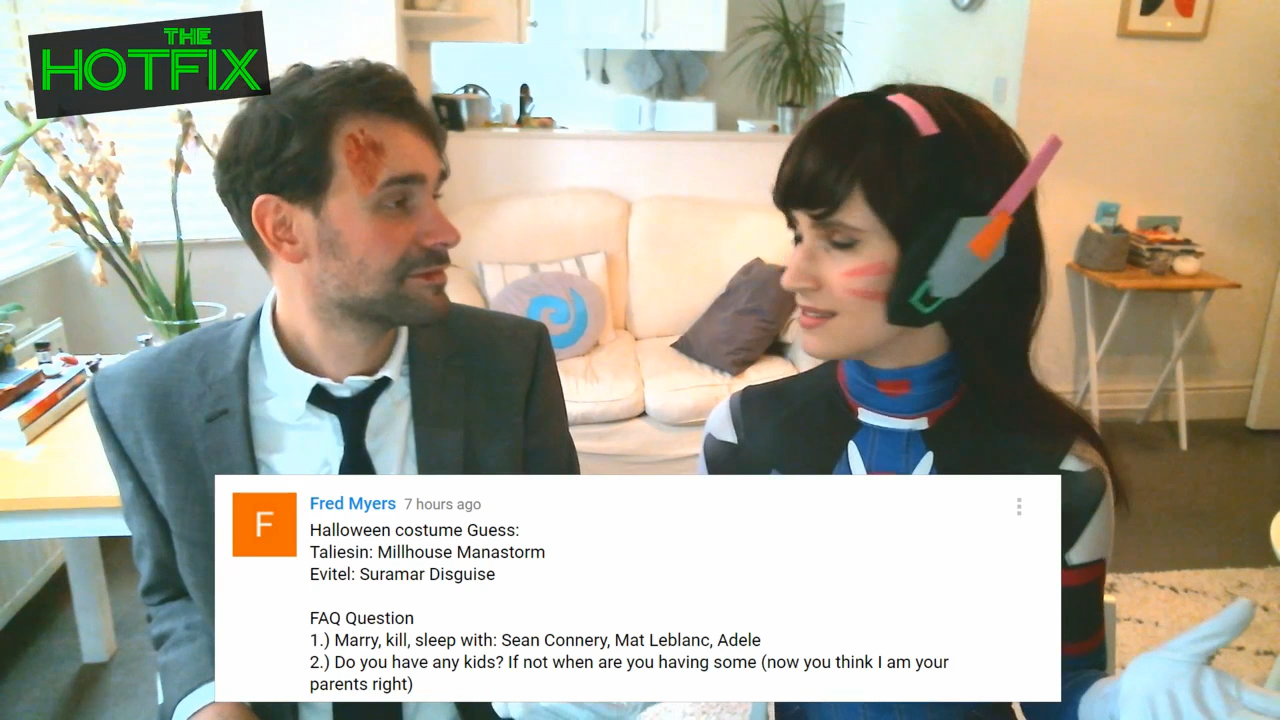 THE
HOTFIX
F
Fred Myers 7 hours ago
Halloween costume Guess:
Taliesin: Millhouse Manastorm
Evitel: Suramar Disguise
FAQ Question
1.) Marry, kill, sleep with: Sean Connery, Mat Leblanc, Adele
2.) Do you have any kids? If not when are you having some (now you think I am your
parents right)